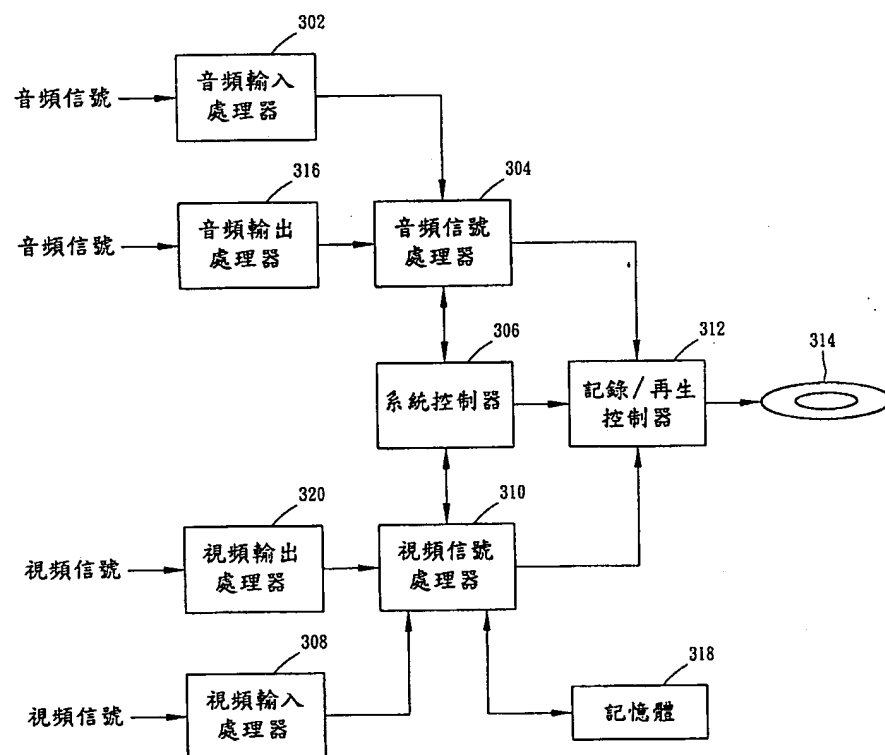 302
音頻信號
音頻輸入
處理器
316
304
音頻信號
音頻輸出
處理器
音頻信號
處理器
306
312
314
系統控制器
記錄/再生
控制器
320
310
視頻信號
視頻輸出
處理器
視頻信號
處理器
308
318
視頻信號
視頻輸入
處理器
記憶體